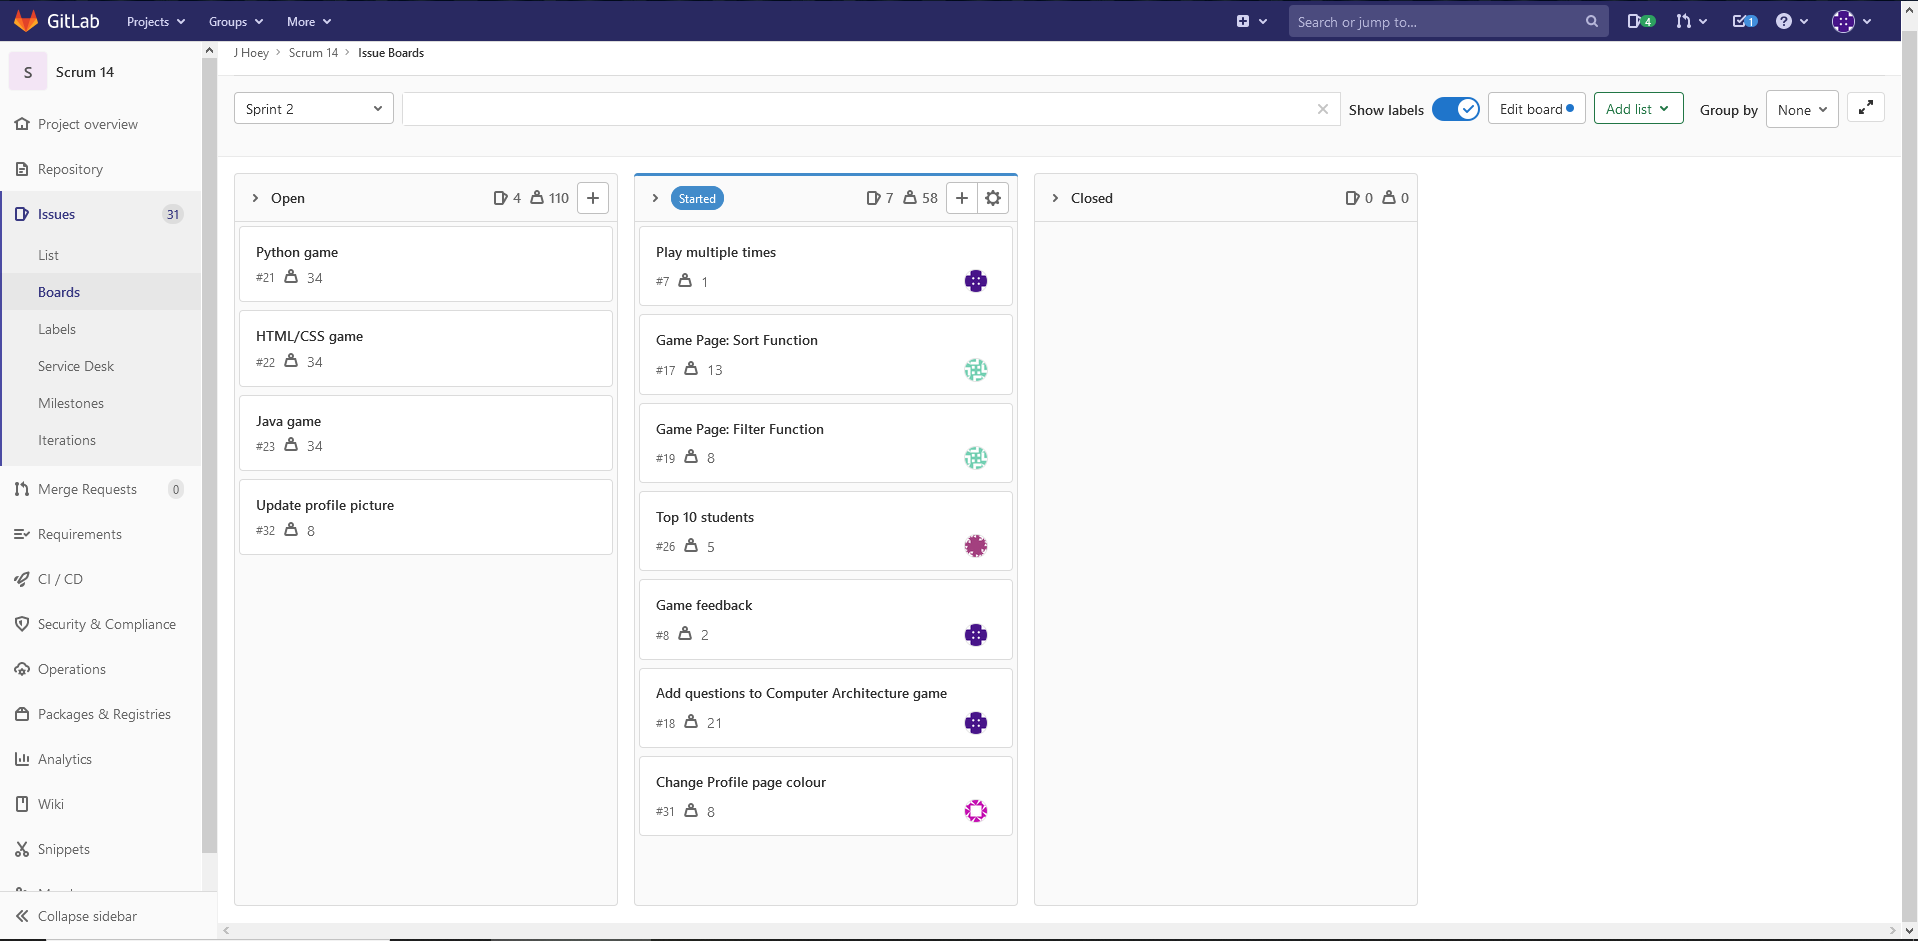 GitLab Projects Groups More Search or jump to... 4 1
J Hoey > Scrum 14 > Issue Boards
S Scrum 14
Project overview
Repository
Issues 31
List
Boards
Labels
Service Desk
Milestones
Iterations
Merge Requests 0
Requirements
CI / CD
Security & Compliance
Operations
Packages & Registries
Analytics
Wiki
Snippets
Collapse sidebar
Sprint 2 Show labels Edit board Add list Group by None
Open 4 110
Python game
#21 34
HTML/CSS game
#22 34
Java game
#23 34
Update profile picture
#32 8
Started 7 58
Play multiple times
#7 1
Game Page: Sort Function
#17 13
Game Page: Filter Function
#19 8
Top 10 students
#26 5
Game feedback
#8 2
Add questions to Computer Architecture game
#18 21
Change Profile page colour
#31 8
Closed 0 0